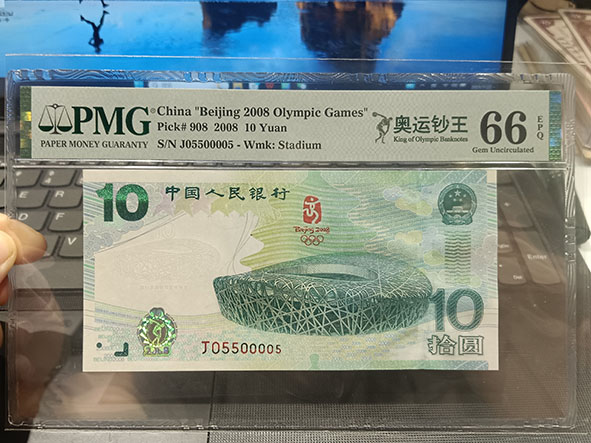 PMG
PAPER MONEY GUARANTY
China "Beijing 2008 Olympic Games"
Pick# 908 2008 10 Yuan
S/N J05500005 - Wmk: Stadium
奥运钞王
King of Olympic Banknotes
66
EPQ
Gem Uncirculated
10
中国人民银行
Beijing 2008
10
拾圆
J05500005